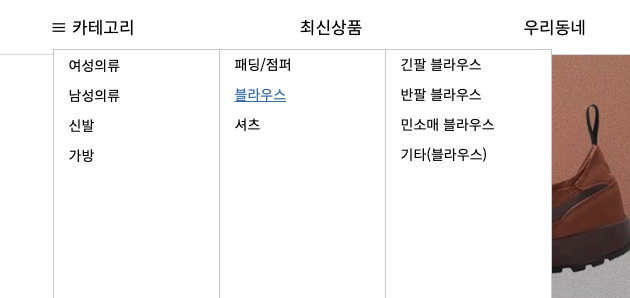 카테고리
최신상품
우리동네
여성의류
남성의류
신발
가방
패딩/점퍼
블라우스
셔츠
긴팔 블라우스
반팔 블라우스
민소매 블라우스
기타(블라우스)